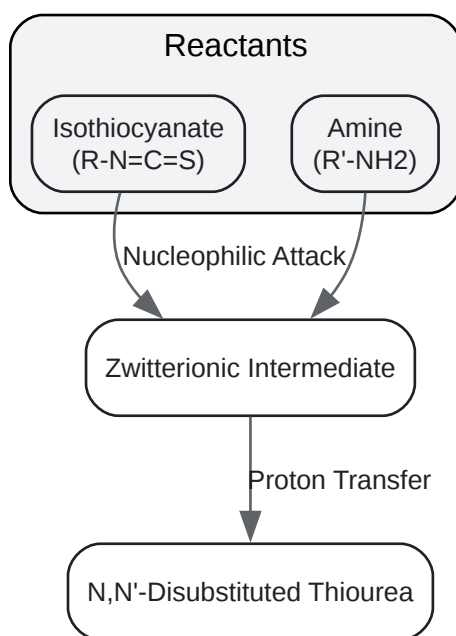 Reactants
Isothiocyanate
(R-N=C=S)
Amine
(R'-NH2)
Nucleophilic Attack
Zwitterionic Intermediate
Proton Transfer
N,N'-Disubstituted Thiourea